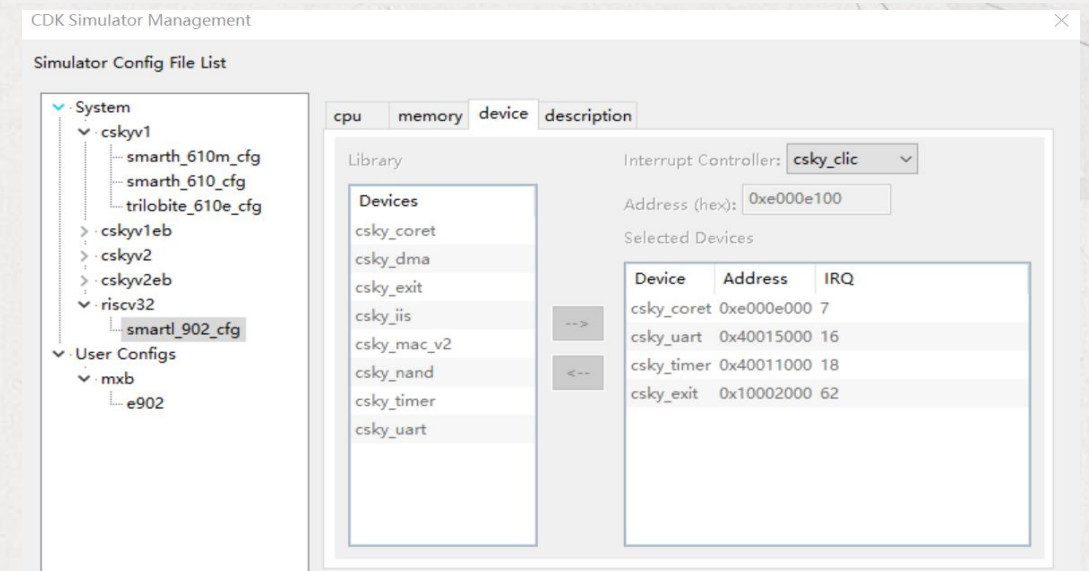 CDK Simulator Management
Simulator Config File List
System
cskyv1
smarth_610m_cfg
smarth_610_cfg
trilobite_610e_cfg
cskyv1eb
cskyv2
cskyv2eb
riscv32
smartl_902_cfg
User Configs
mxb
e902
cpu memory device description
Library
Devices
csky_coret
csky_dma
csky_exit
csky_iis
csky_mac_v2
csky_nand
csky_timer
csky_uart
-->
<--
Interrupt Controller: csky_clic
Address (hex): 0xe000e100
Selected Devices
Device Address IRQ
csky_coret 0xe000e000 7
csky_uart 0x40015000 16
csky_timer 0x40011000 18
csky_exit 0x10002000 62